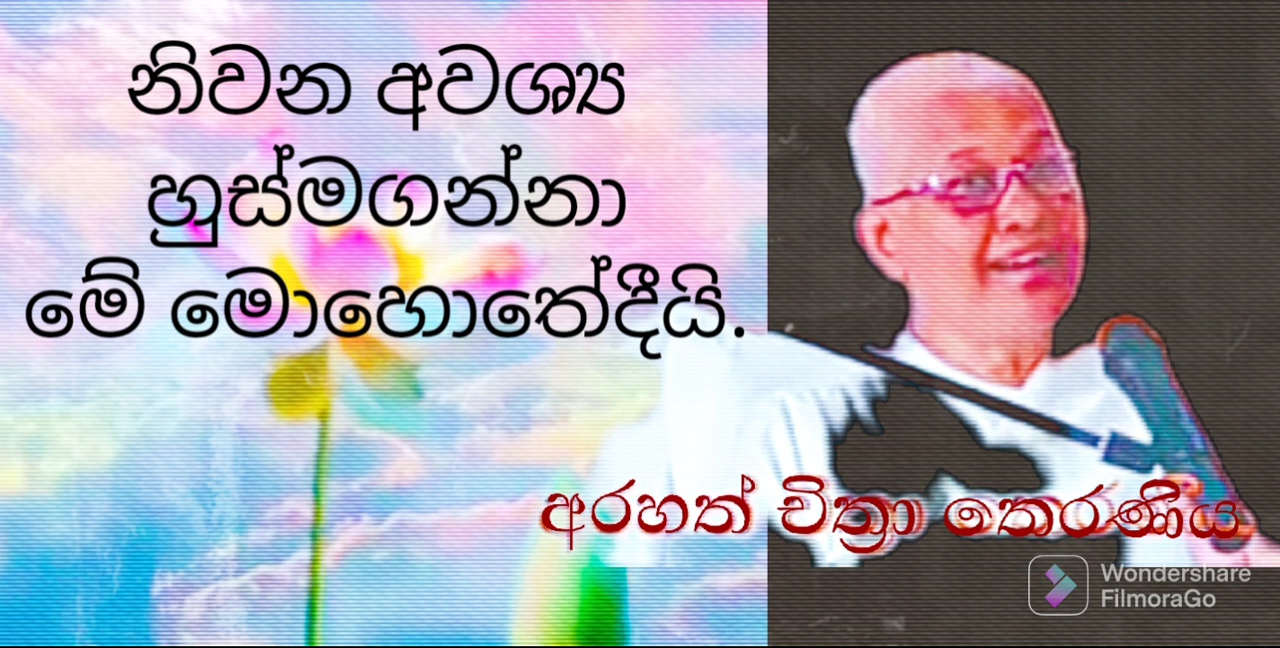 නිවන අවශ්‍ය
හුස්මගන්නා
මේ මොහොතේදීයි.
අරහත් චිත්‍රා තෙරණිය
Wondershare
FilmoraGo